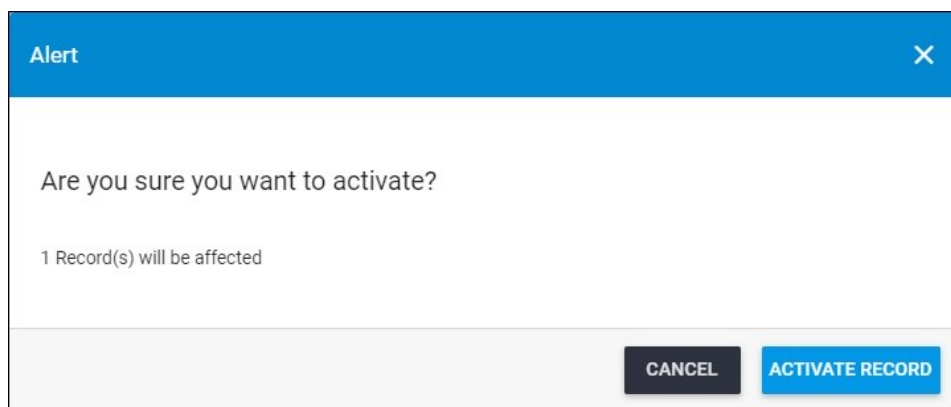 Alert
Are you sure you want to activate?
1 Record(s) will be affected
CANCEL ACTIVATE RECORD